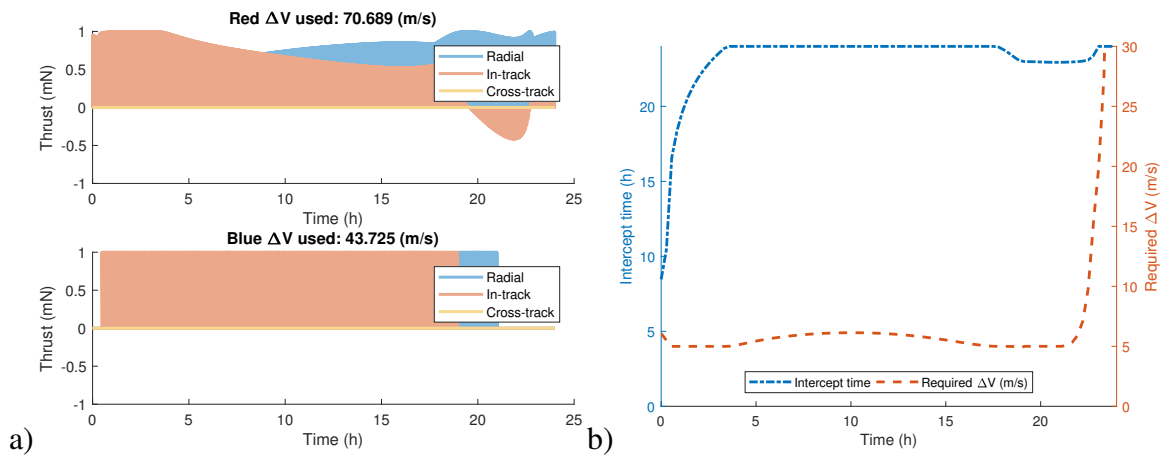 Red ΔV used: 70.689 (m/s)
Thrust (mN)
1
0.5
0
-0.5
-1
Radial
In-track
Cross-track
0 5 10 15 20 25
Time (h)
Blue ΔV used: 43.725 (m/s)
Thrust (mN)
1
0.5
0
-0.5
-1
Radial
In-track
Cross-track
0 5 10 15 20 25
Time (h)
a)
Intercept time (h)
20
15
10
5
0
30
25
20
15
10
5
0
Required ΔV (m/s)
Intercept time Required ΔV (m/s)
5 10 15 20
Time (h)
b)